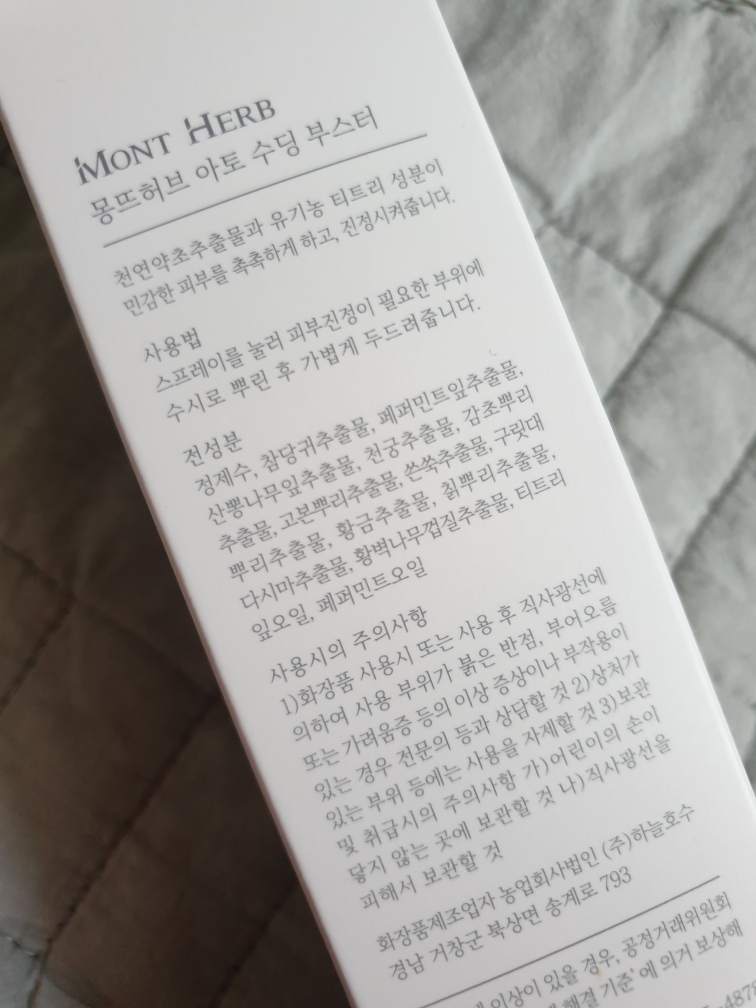 MONT HERB
몽뜨허브 아토 수딩 부스터
천연약초추출물과 유기농 티트리 성분이
민감한 피부를 촉촉하게 하고, 진정시켜줍니다.
사용법
스프레이를 눌러 피부진정이 필요한 부위에
수시로 뿌린 후 가볍게 두드려줍니다.
전성분
정제수, 참당귀추출물, 페퍼민트잎추출물,
산뽕나무잎추출물, 천궁추출물, 감초뿌리
추출물, 고본뿌리추출물, 쓴쑥추출물, 구릿대
뿌리추출물, 황금추출물, 칡뿌리추출물,
다시마추출물, 황벽나무껍질추출물, 티트리
잎오일, 페퍼민트오일
사용시의 주의사항
1)화장품 사용시 또는 사용 후 직사광선에
의하여 사용 부위가 붉은 반점, 부어오름
또는 가려움증 등의 이상 증상이나 부작용이
있는 경우 전문의 등과 상담할 것 2)상처가
있는 부위 등에는 사용을 자제할 것 3)보관
및 취급시의 주의사항 가)어린이의 손이
닿지 않는 곳에 보관할 것 나)직사광선을
피해서 보관할 것
화장품제조업자 농업회사법인 (주)하늘호수
경남 거창군 북상면 송계로 793
이상이 있을 경우, 공정거래위원회
해결 기준'에 의거 보상해